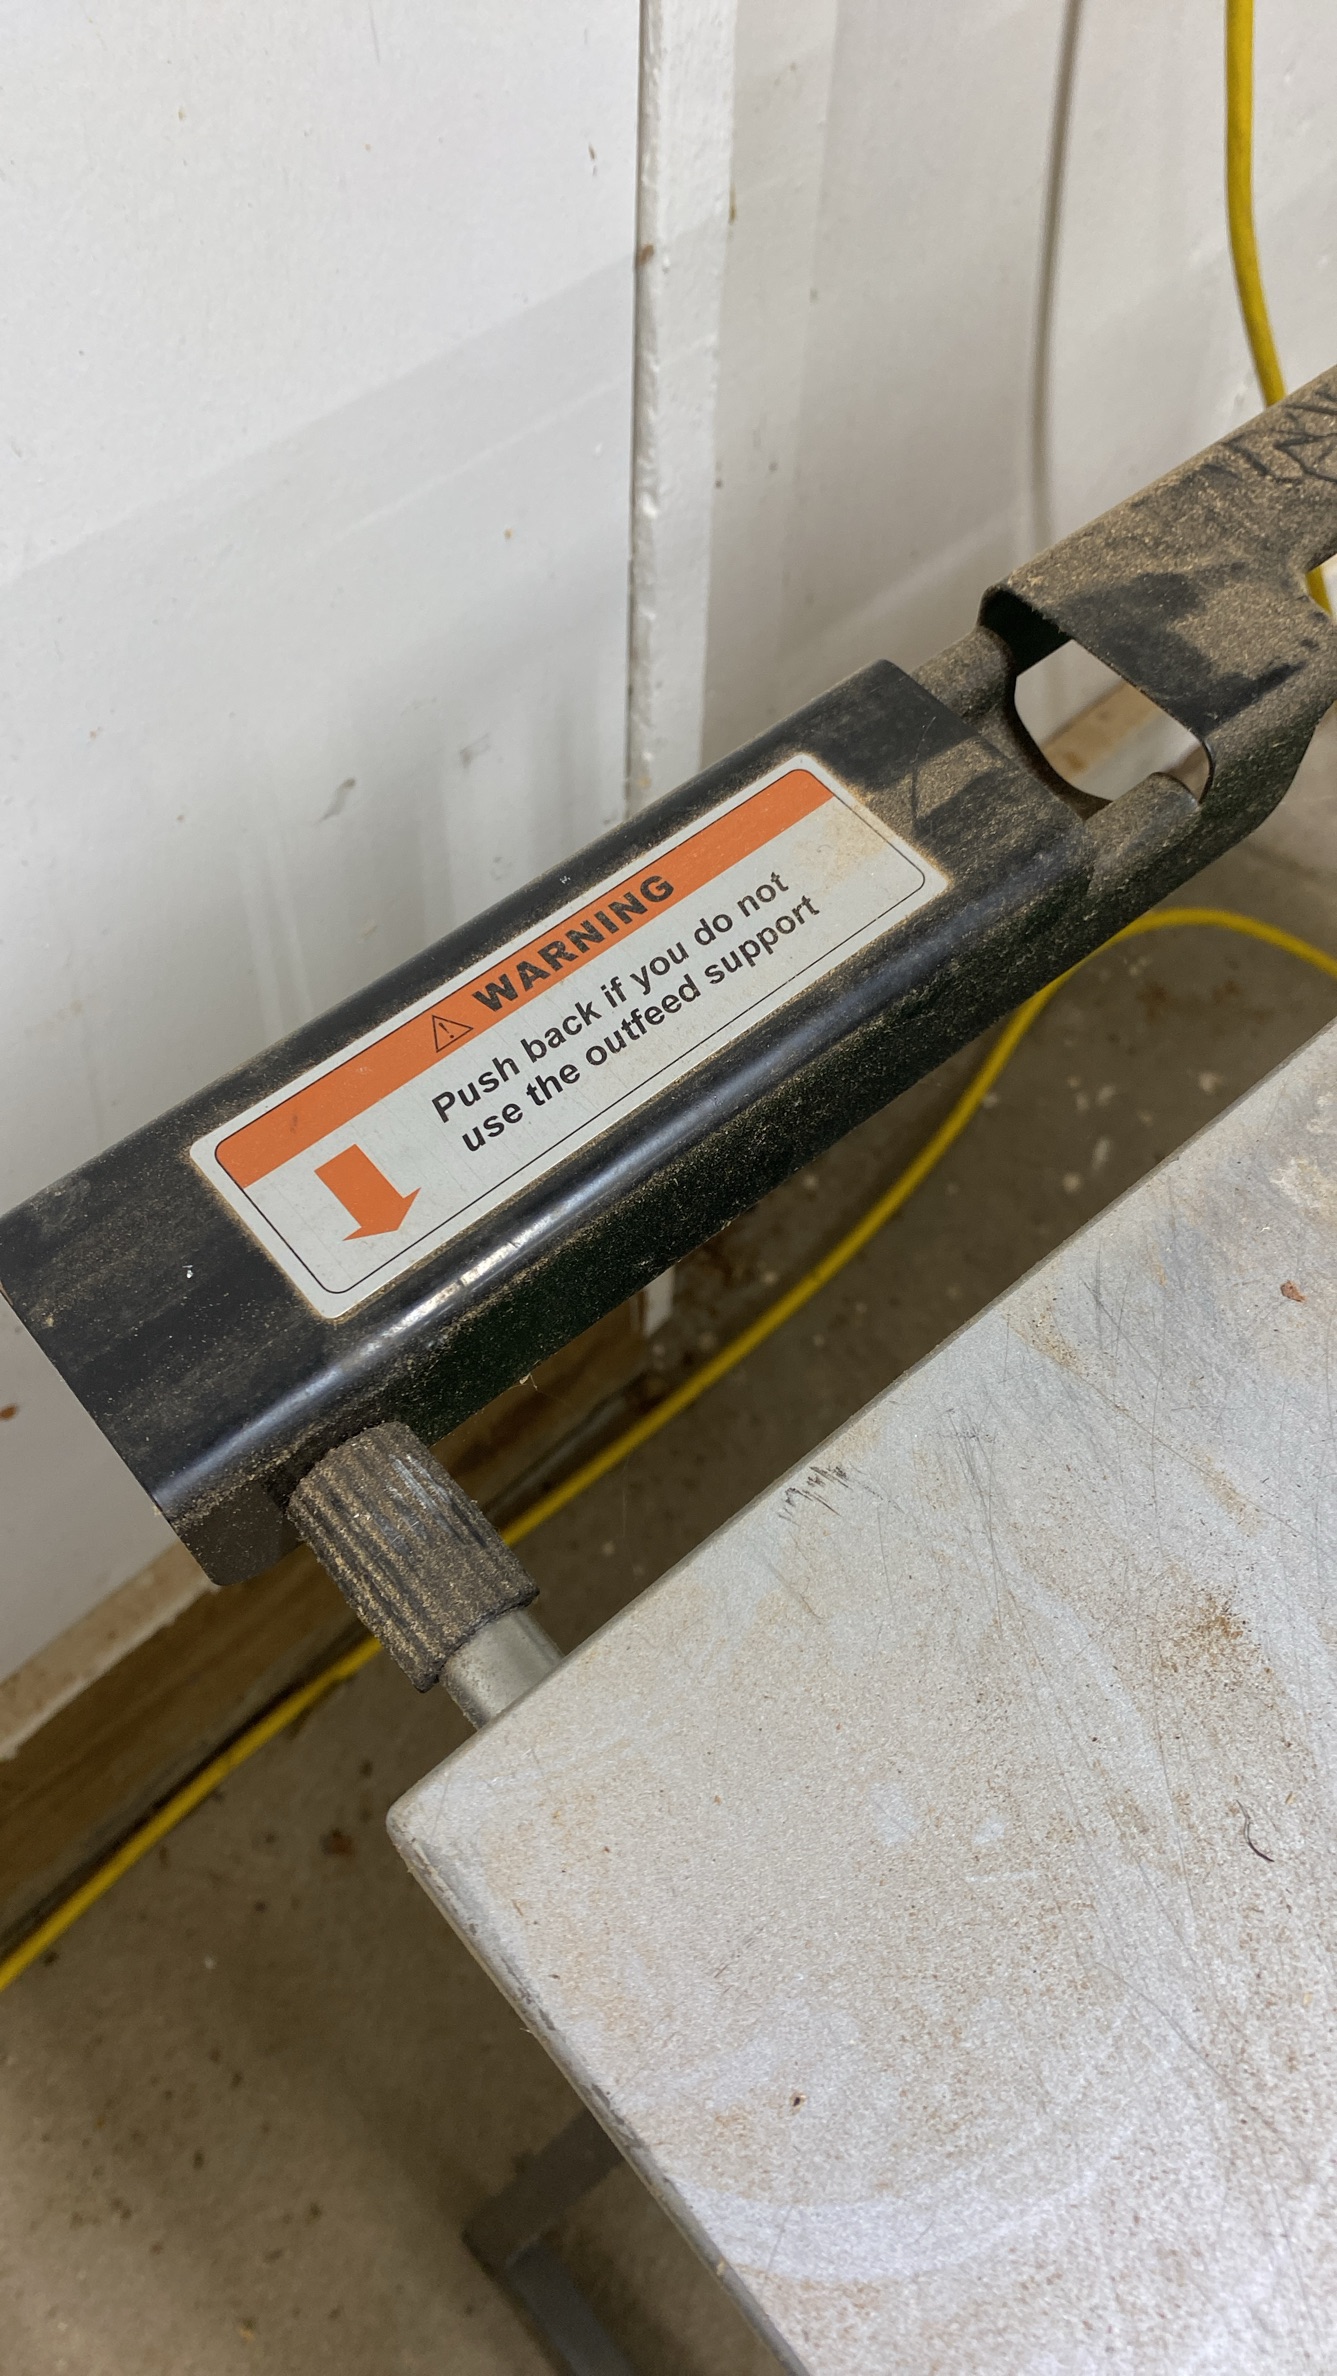 WARNING
Push back if you do not
use the outfeed support